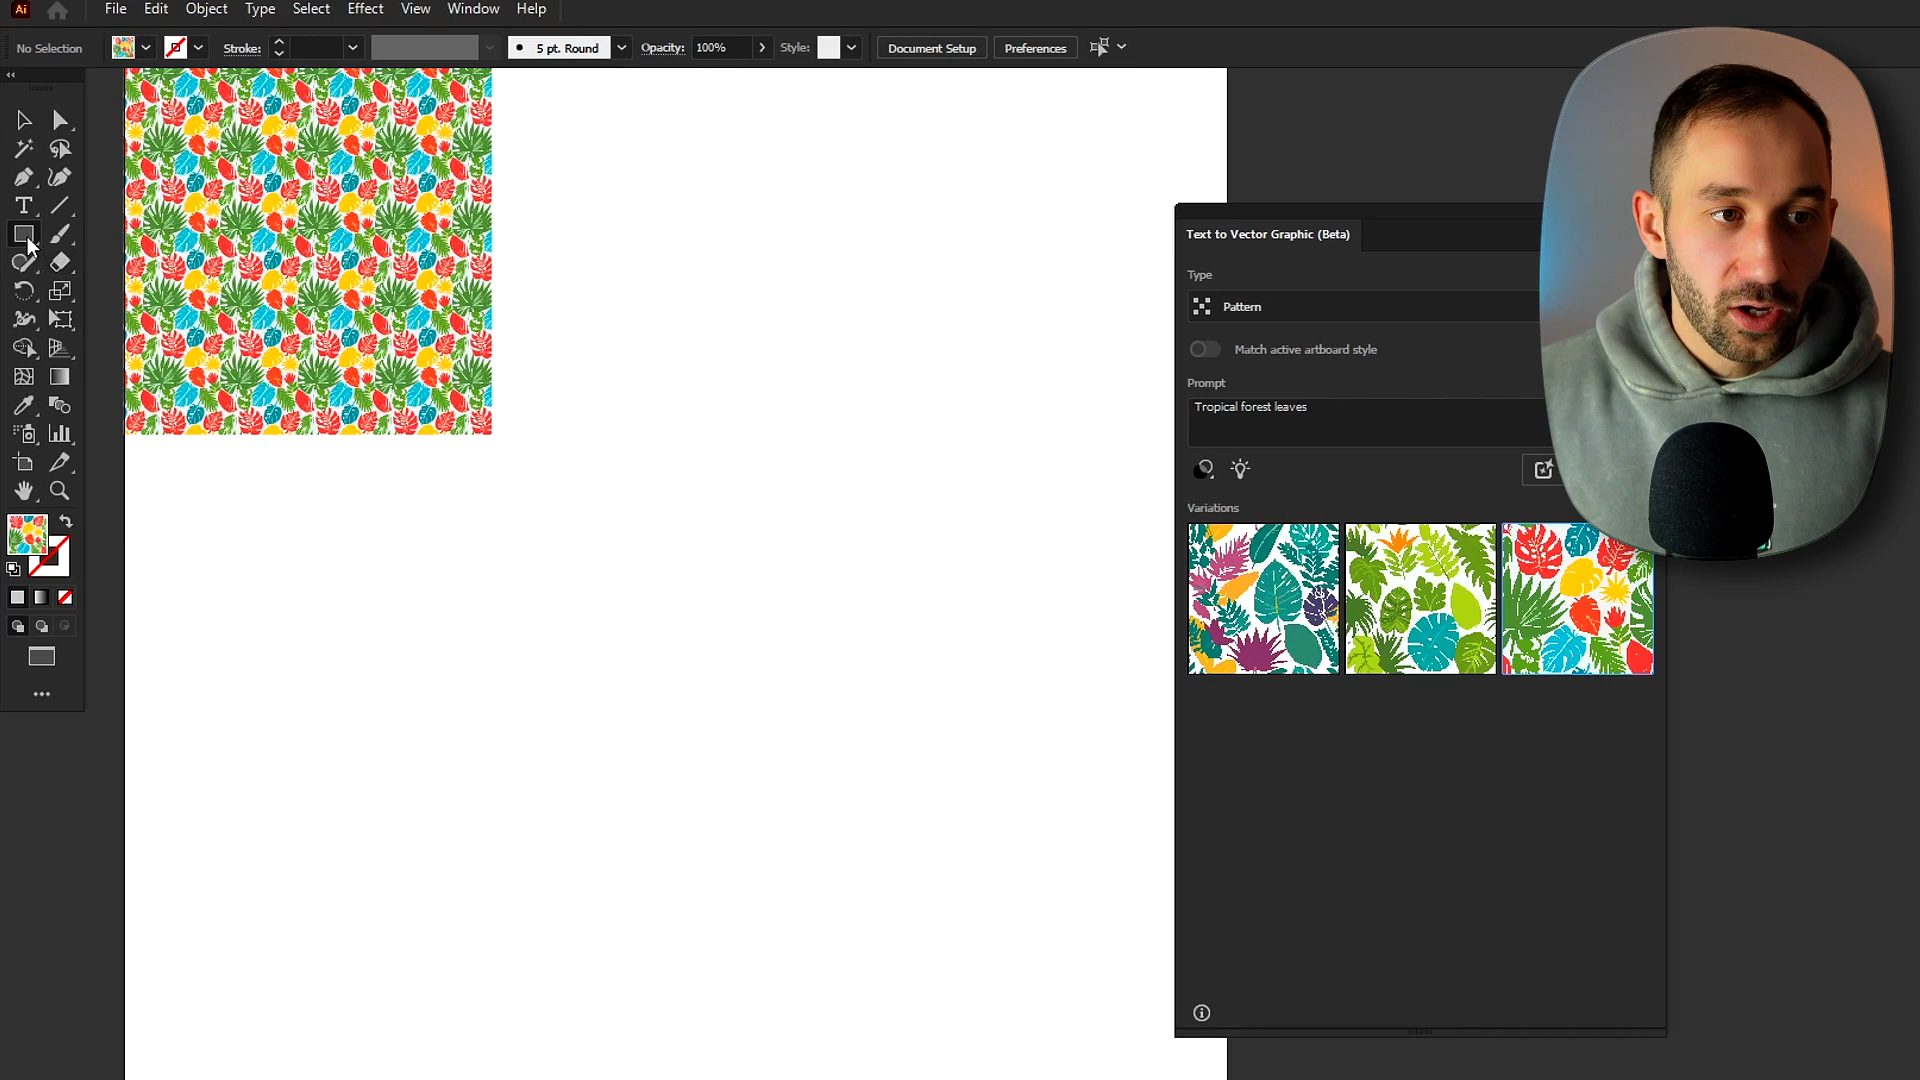 Ai File Edit Object Type Select Effect View Window Help
No Selection Stroke: 5 pt. Round Opacity: 100% Style: Document Setup Preferences
Text to Vector Graphic (Beta)
Type
Pattern
Match active artboard style
Prompt
Tropical forest leaves
Variations